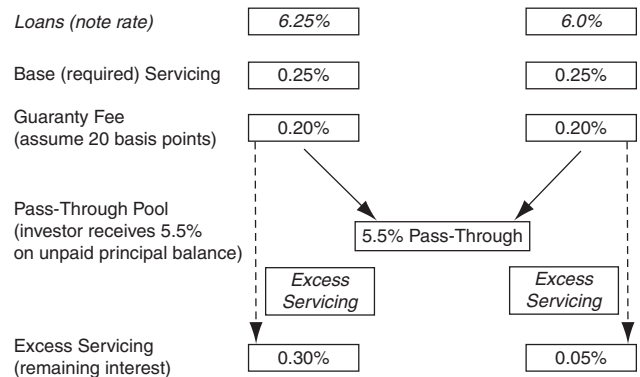 Loans (note rate)
6.25%
6.0%
Base (required) Servicing
0.25%
0.25%
Guaranty Fee
(assume 20 basis points)
0.20%
0.20%
Pass-Through Pool
(investor receives 5.5%
on unpaid principal balance)
5.5% Pass-Through
Excess
Servicing
Excess
Servicing
Excess Servicing
(remaining interest)
0.30%
0.05%